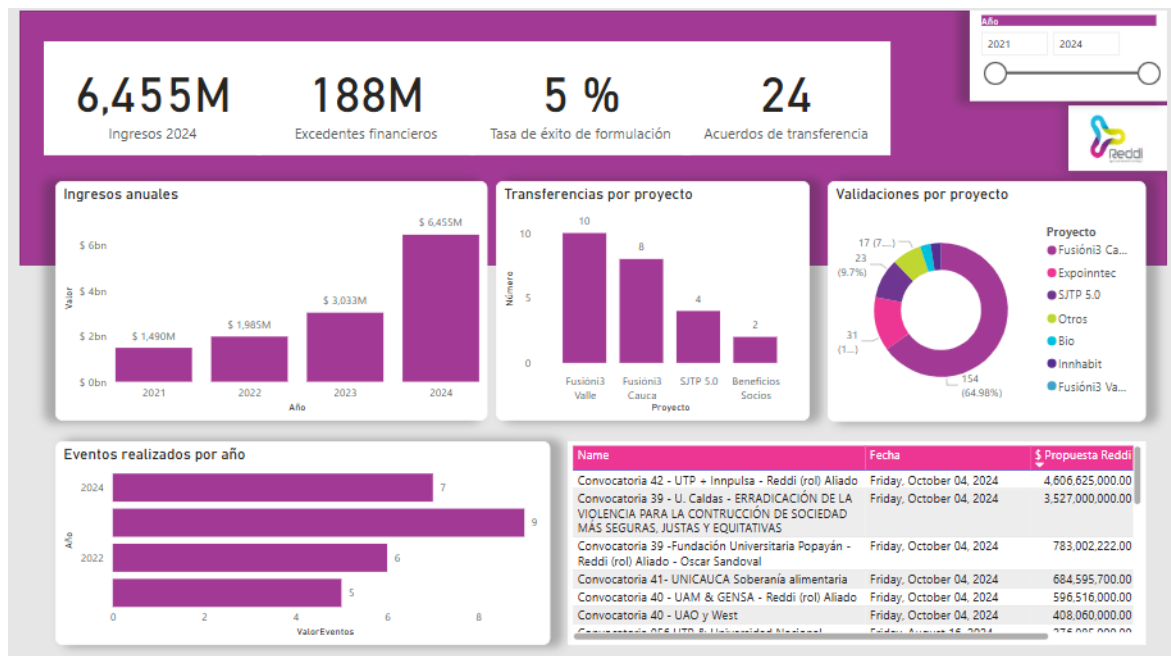 Año
2021 2024
6,455M 188M 5 % 24
Ingresos 2024 Excedentes financieros Tasa de éxito de formulación Acuerdos de transferencia
Reddi
Ingresos anuales
$ 6,455M
$ 6bn
$ 4bn
$ 3,033M
$ 1,985M
$ 2bn
$ 1,490M
$ 0bn
Valor
2021 2022 2023 2024
Año
Transferencias por proyecto
10
10
8
5
4
2
0
Número
Fusióni3 Valle
Fusióni3 Cauca
SJTP 5.0
Beneficios Socios
Proyecto
Validaciones por proyecto
17 (7....)
23
(9.7%)
31
(1....)
154
(64.98%)
Proyecto
Fusióni3 Ca...
Expoinntec
SJTP 5.0
Otros
Bio
Innhabit
Fusióni3 Va...
Eventos realizados por año
2024 7
9
2022 6
5
Año
0 2 4 6 8
ValorEventos
Name Fecha $ Propuesta Reddi
Convocatoria 42 - UTP + Innpulsa - Reddi (rol) Aliado Friday, October 04, 2024 4,606,625,000.00
Convocatoria 39 - U. Caldas - ERRADICACIÓN DE LA Friday, October 04, 2024 3,527,000,000.00
VIOLENCIA PARA LA CONTRUCCIÓN DE SOCIEDAD
MÁS SEGURAS, JUSTAS Y EQUITATIVAS
Convocatoria 39 -Fundación Universitaria Popayán - Friday, October 04, 2024 783,002,222.00
Reddi (rol) Aliado - Oscar Sandoval
Convocatoria 41- UNICAUCA Soberanía alimentaria Friday, October 04, 2024 684,595,700.00
Convocatoria 40 - UAM & GENSA - Reddi (rol) Aliado Friday, October 04, 2024 596,516,000.00
Convocatoria 40 - UAO y West Friday, October 04, 2024 408,060,000.00